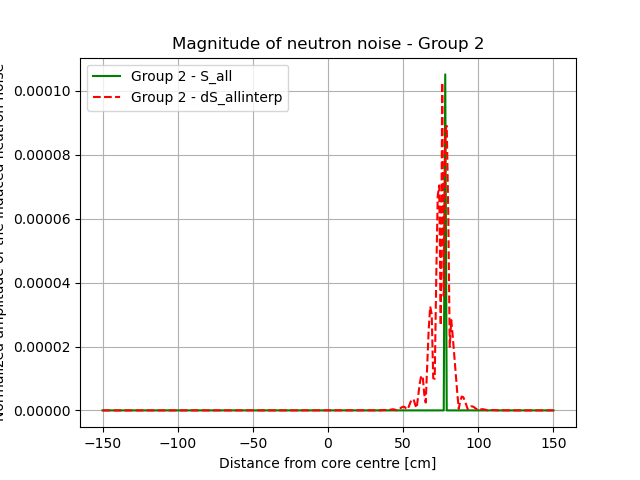 Magnitude of neutron noise - Group 2
Group 2 - S_all
Group 2 - dS_allinterp
0.00010
0.00008
0.00006
0.00004
0.00002
0.00000
−150
−100
−50
0
50
100
150
Distance from core centre [cm]
amplitude of the induced neutron